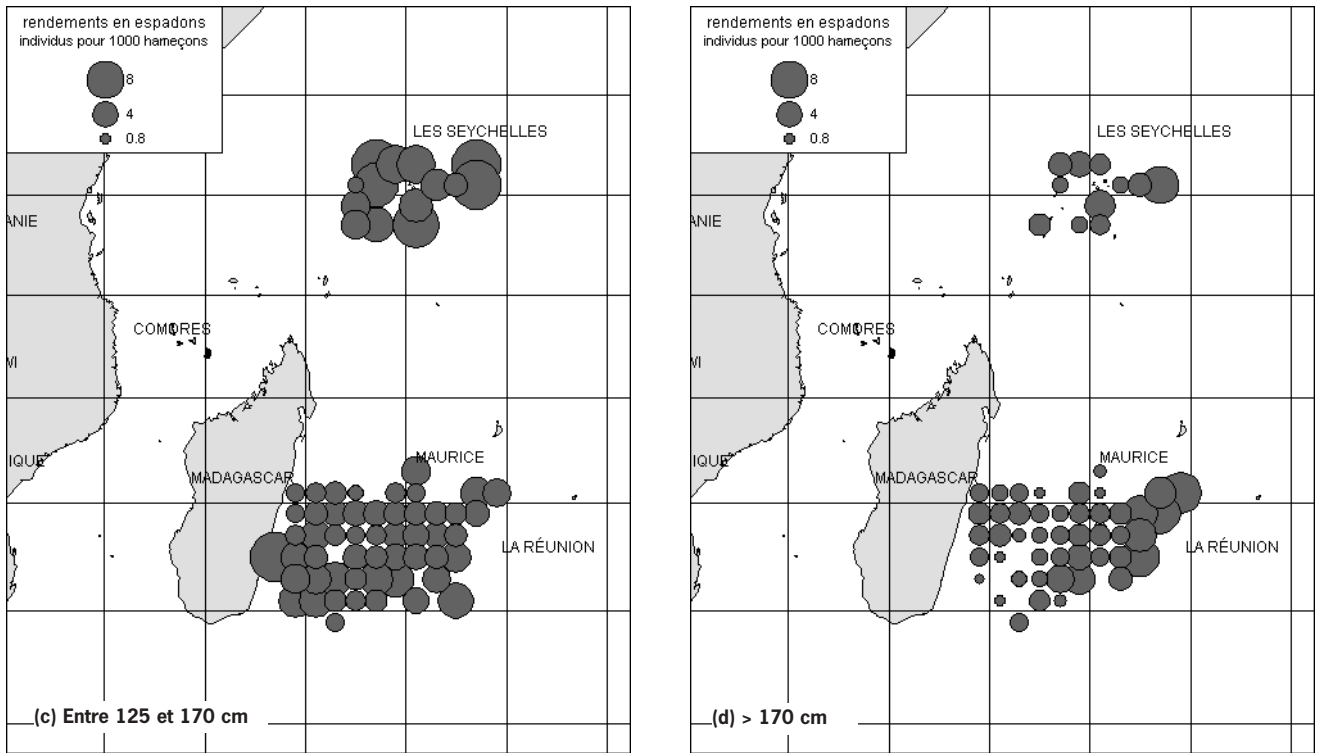 rendements en espadons
individus pour 1000 hameçons
8
4
0.8
LES SEYCHELLES
ANIE
COMORES
WI
IQUE
MADAGASCAR
MAURICE
LA RÉUNION
(c) Entre 125 et 170 cm
rendements en espadons
individus pour 1000 hameçons
8
4
0.8
LES SEYCHELLES
ANIE
COMORES
WI
IQUE
MADAGASCAR
MAURICE
LA RÉUNION
(d) > 170 cm